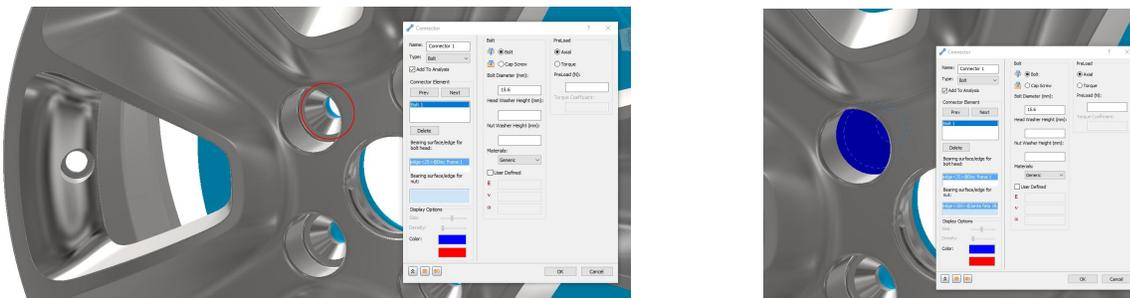 Connector
Name: Connector 1
Type: Bolt
Add To Analysis
Connector Element
Prev Next
Bolt 1
Delete
Bearing surface/edge for
bolt head:
Bearing surface/edge for
nut:
Display Options
Size:
Density:
Color:
Bolt
Bolt
Cap Screw
Bolt Diameter (mm):
15.6
Head Washer Height (mm):
Nut Washer Height (mm):
Materials:
Generic
User Defined
E
ν
α
PreLoad
Axial
Torque
PreLoad (N):
Torque Coefficient:
OK Cancel
Connector
Name: Connector 1
Type: Bolt
Add To Analysis
Connector Element
Prev Next
Bolt 1
Delete
Bearing surface/edge for
bolt head:
Bearing surface/edge for
nut:
Display Options
Size:
Density:
Color:
Bolt
Bolt
Cap Screw
Bolt Diameter (mm):
15.6
Head Washer Height (mm):
Nut Washer Height (mm):
Materials:
Generic
User Defined
E
ν
α
PreLoad
Axial
Torque
PreLoad (N):
Torque Coefficient:
OK Cancel